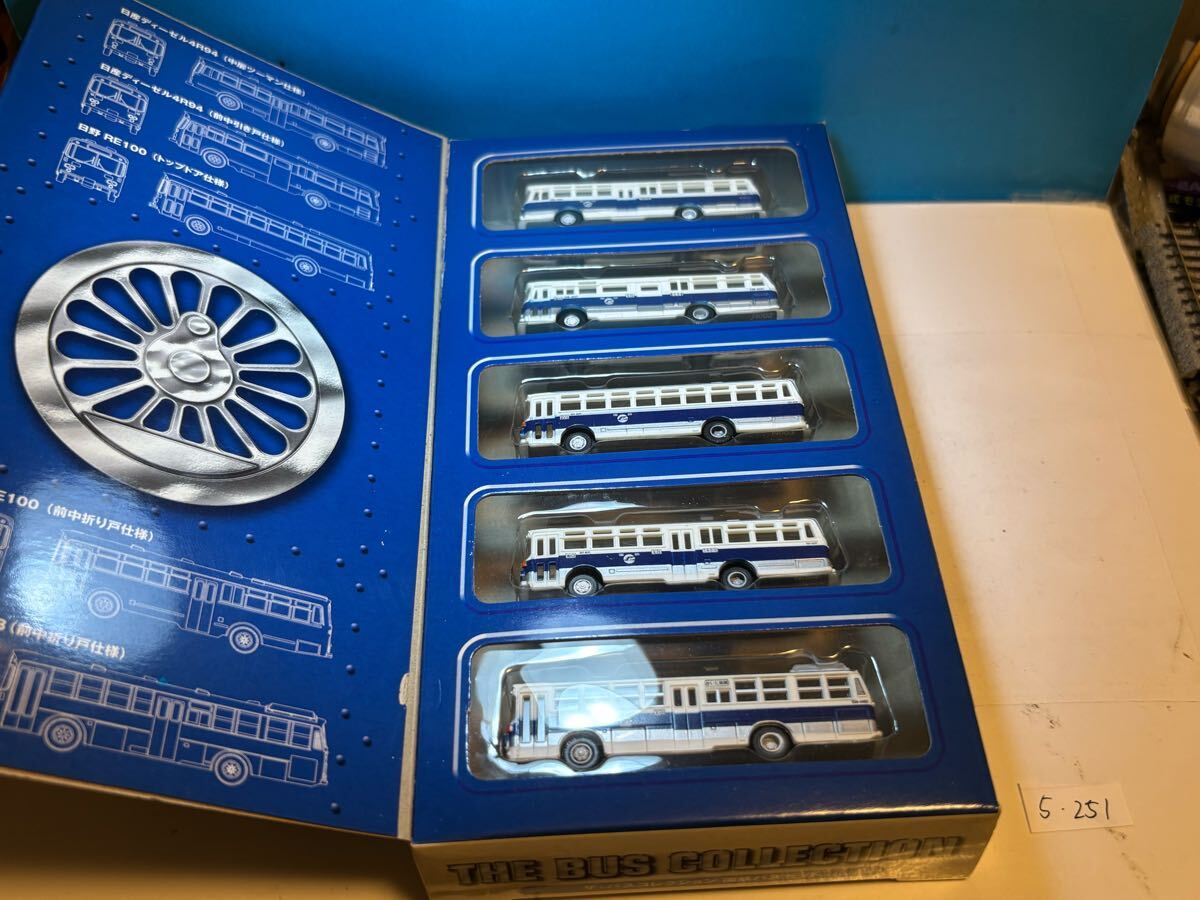 日産ディーゼル4R94（中扉ツーマン仕様）
日産ディーゼル4R94（前中引き戸仕様）
日野 RE100（トップドア仕様）
E100（前中折り戸仕様）
（前中折り戸仕様）
THE BUS COLLECTION
5・251